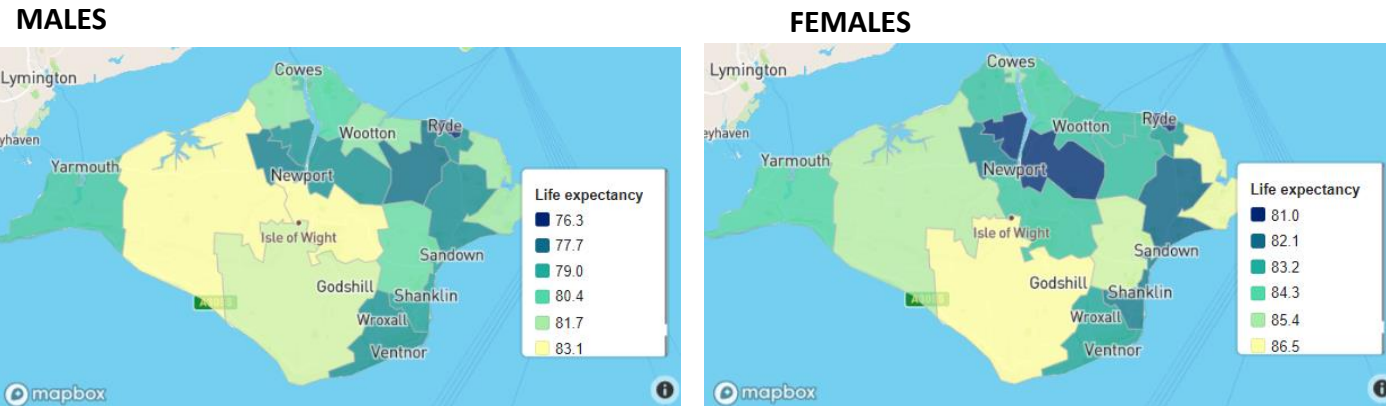 MALES
Lymington
yhaven
Cowes
Wootton
Ryde
Yarmouth
Newport
Isle of Wight
Sandown
Godshill
Shanklin
Wroxall
Ventnor
Life expectancy
76.3
77.7
79.0
80.4
81.7
83.1
mapbox
i
FEMALES
Lymington
eyhaven
Cowes
Wootton
Ryde
Yarmouth
Newport
Isle of Wight
Sandown
Godshill
Shanklin
Wroxall
Ventnor
Life expectancy
81.0
82.1
83.2
84.3
85.4
86.5
mapbox
i